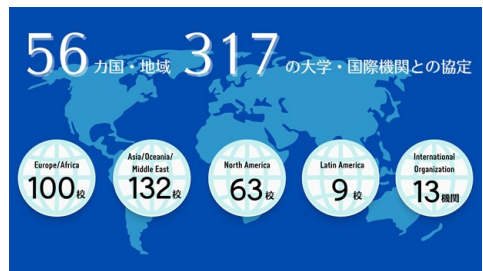 56カ国・地域 317の大学・国際機関との協定
Europe/Africa
100校
Asia/Oceania/
Middle East
132校
North America
63校
Latin America
9校
International
Organization
13機関